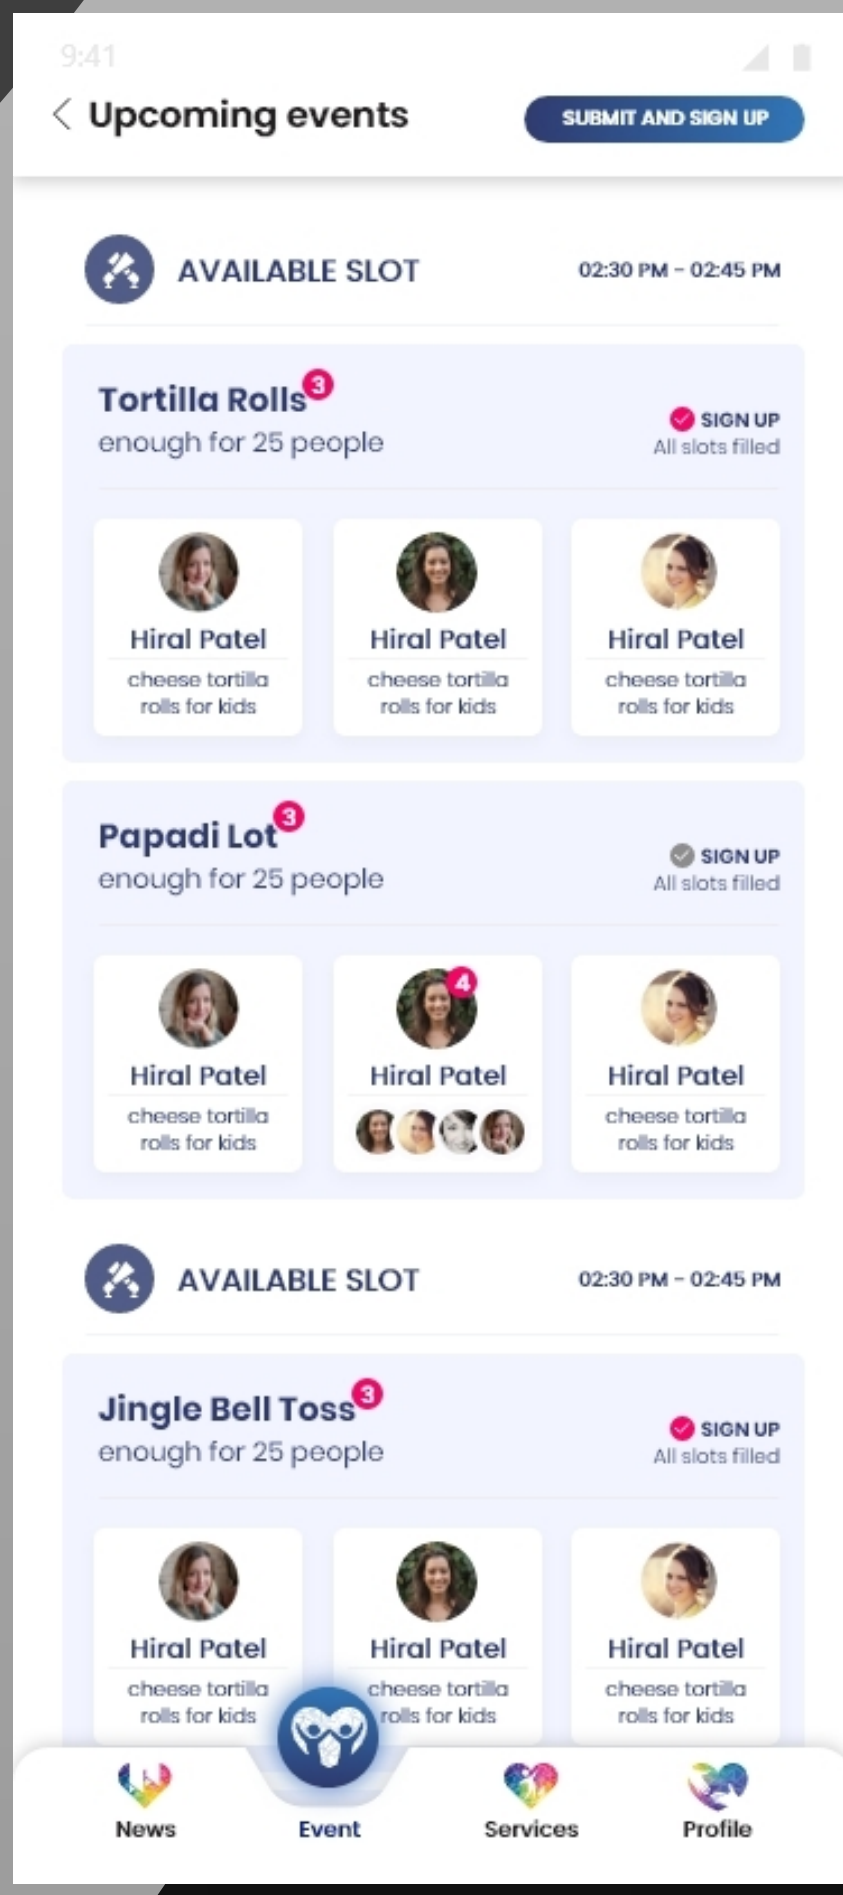 9:41
Upcoming events
SUBMIT AND SIGN UP
AVAILABLE SLOT
02:30 PM - 02:45 PM
Tortilla Rolls
3
enough for 25 people
SIGN UP
All slots filled
Hiral Patel
cheese tortilla
rolls for kids
Hiral Patel
cheese tortilla
rolls for kids
Hiral Patel
cheese tortilla
rolls for kids
Papadi Lot
3
enough for 25 people
SIGN UP
All slots filled
Hiral Patel
cheese tortilla
rolls for kids
4
Hiral Patel
Hiral Patel
cheese tortilla
rolls for kids
AVAILABLE SLOT
02:30 PM - 02:45 PM
Jingle Bell Toss
3
enough for 25 people
SIGN UP
All slots filled
Hiral Patel
cheese tortilla
rolls for kids
Hiral Patel
cheese tortilla
rolls for kids
Hiral Patel
cheese tortilla
rolls for kids
News
Event
Services
Profile